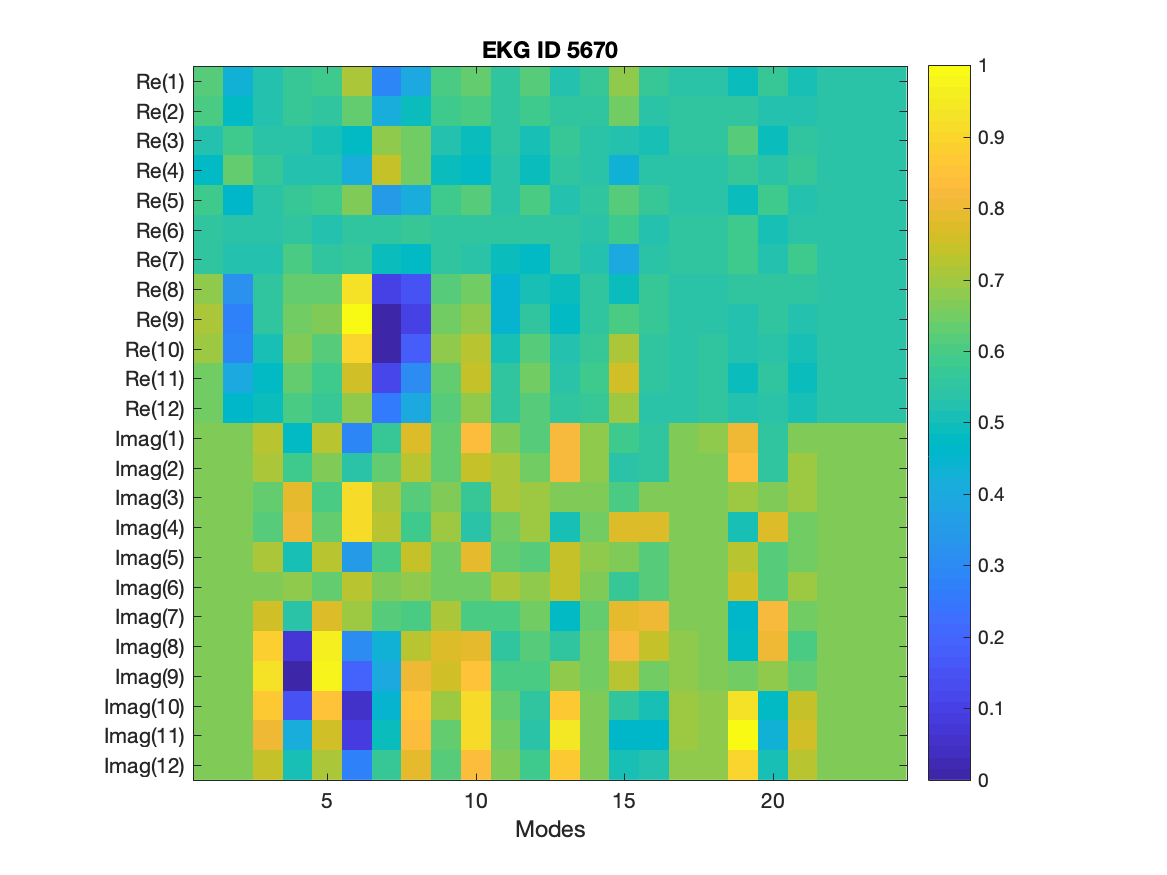 EKG ID 5670
Re(1)
Re(2)
Re(3)
Re(4)
Re(5)
Re(6)
Re(7)
Re(8)
Re(9)
Re(10)
Re(11)
Re(12)
Imag(1)
Imag(2)
Imag(3)
Imag(4)
Imag(5)
Imag(6)
Imag(7)
Imag(8)
Imag(9)
Imag(10)
Imag(11)
Imag(12)
5 10 15 20
Modes
1
0.9
0.8
0.7
0.6
0.5
0.4
0.3
0.2
0.1
0